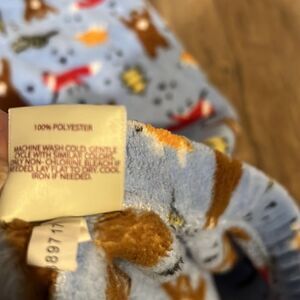 100% POLYESTER
MACHINE WASH COLD, GENTLE
CYCLE WITH SIMILAR COLORS.
ONLY NON- CHLORINE BLEACH IF
NEEDED. LAY FLAT TO DRY. COOL
IRON IF NEEDED.